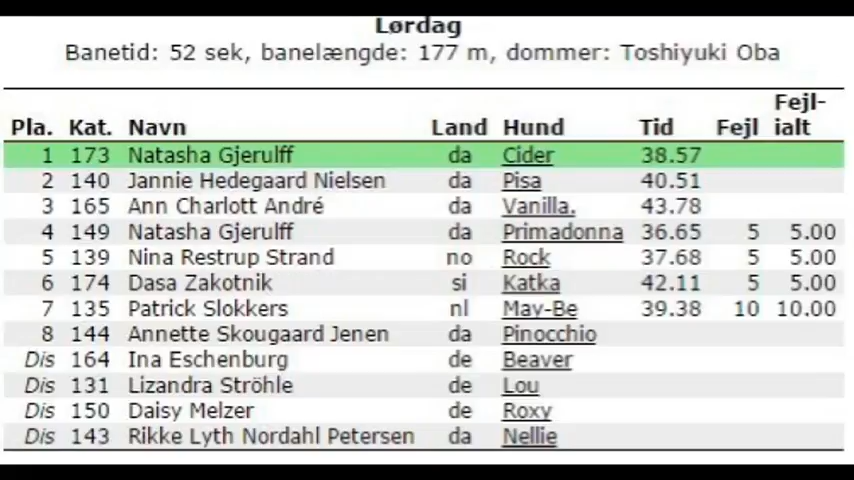 Lørdag
Banetid: 52 sek, banelængde: 177 m, dommer: Toshiyuki Oba
Pla. Kat. Navn Land Hund Tid Fejl Fejl-ialt
1 173 Natasha Gjerulff da Cider 38.57
2 140 Jannie Hedegaard Nielsen da Pisa 40.51
3 165 Ann Charlott André da Vanilla. 43.78
4 149 Natasha Gjerulff da Primadonna 36.65 5 5.00
5 139 Nina Restrup Strand no Rock 37.68 5 5.00
6 174 Dasa Zakotnik si Katka 42.11 5 5.00
7 135 Patrick Slokkers nl May-Be 39.38 10 10.00
8 144 Annette Skougaard Jenen da Pinocchio
Dis 164 Ina Eschenburg de Beaver
Dis 131 Lizandra Ströhle de Lou
Dis 150 Daisy Melzer de Roxy
Dis 143 Rikke Lyth Nordahl Petersen da Nellie